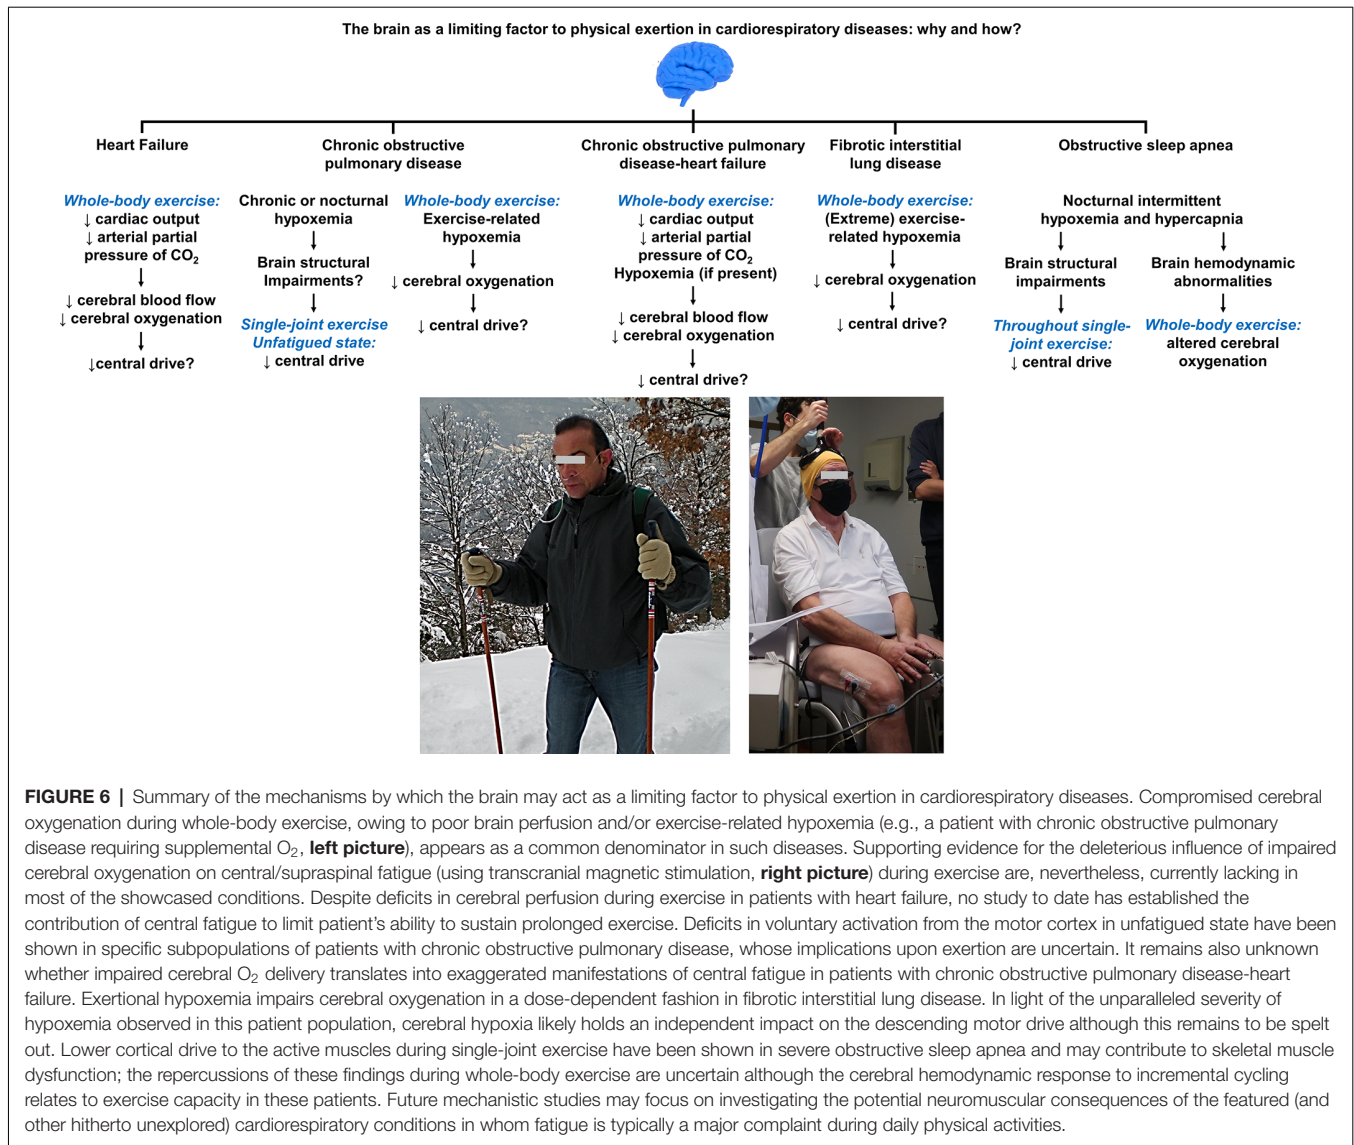 The brain as a limiting factor to physical exertion in cardiorespiratory diseases: why and how?
Heart Failure
Whole-body exercise:
↓ cardiac output
↓ arterial partial
pressure of CO₂
↓ cerebral blood flow
↓ cerebral oxygenation
↓central drive?
Chronic obstructive
pulmonary disease
Chronic or nocturnal
hypoxemia
Brain structural
Impairments?
Single-joint exercise
Unfatigued state:
↓ central drive
Whole-body exercise:
Exercise-related
hypoxemia
↓ cerebral oxygenation
↓ central drive?
Chronic obstructive pulmonary
disease-heart failure
Whole-body exercise:
↓ cardiac output
↓ arterial partial
pressure of CO₂
Hypoxemia (if present)
↓ cerebral blood flow
↓ cerebral oxygenation
↓ central drive?
Fibrotic interstitial
lung disease
Whole-body exercise:
(Extreme) exercise-
related hypoxemia
↓ cerebral oxygenation
↓ central drive?
Obstructive sleep apnea
Nocturnal intermittent
hypoxemia and hypercapnia
Brain structural
impairments
Throughout single-
joint exercise:
↓ central drive
Brain hemodynamic
abnormalities
Whole-body exercise:
altered cerebral
oxygenation
FIGURE 6 | Summary of the mechanisms by which the brain may act as a limiting factor to physical exertion in cardiorespiratory diseases. Compromised cerebral
oxygenation during whole-body exercise, owing to poor brain perfusion and/or exercise-related hypoxemia (e.g., a patient with chronic obstructive pulmonary
disease requiring supplemental O₂, left picture), appears as a common denominator in such diseases. Supporting evidence for the deleterious influence of impaired
cerebral oxygenation on central/supraspinal fatigue (using transcranial magnetic stimulation, right picture) during exercise are, nevertheless, currently lacking in
most of the showcased conditions. Despite deficits in cerebral perfusion during exercise in patients with heart failure, no study to date has established the
contribution of central fatigue to limit patient's ability to sustain prolonged exercise. Deficits in voluntary activation from the motor cortex in unfatigued state have been
shown in specific subpopulations of patients with chronic obstructive pulmonary disease, whose implications upon exertion are uncertain. It remains also unknown
whether impaired cerebral O₂ delivery translates into exaggerated manifestations of central fatigue in patients with chronic obstructive pulmonary disease-heart
failure. Exertional hypoxemia impairs cerebral oxygenation in a dose-dependent fashion in fibrotic interstitial lung disease. In light of the unparalleled severity of
hypoxemia observed in this patient population, cerebral hypoxia likely holds an independent impact on the descending motor drive although this remains to be spelt
out. Lower cortical drive to the active muscles during single-joint exercise have been shown in severe obstructive sleep apnea and may contribute to skeletal muscle
dysfunction; the repercussions of these findings during whole-body exercise are uncertain although the cerebral hemodynamic response to incremental cycling
relates to exercise capacity in these patients. Future mechanistic studies may focus on investigating the potential neuromuscular consequences of the featured (and
other hitherto unexplored) cardiorespiratory conditions in whom fatigue is typically a major complaint during daily physical activities.